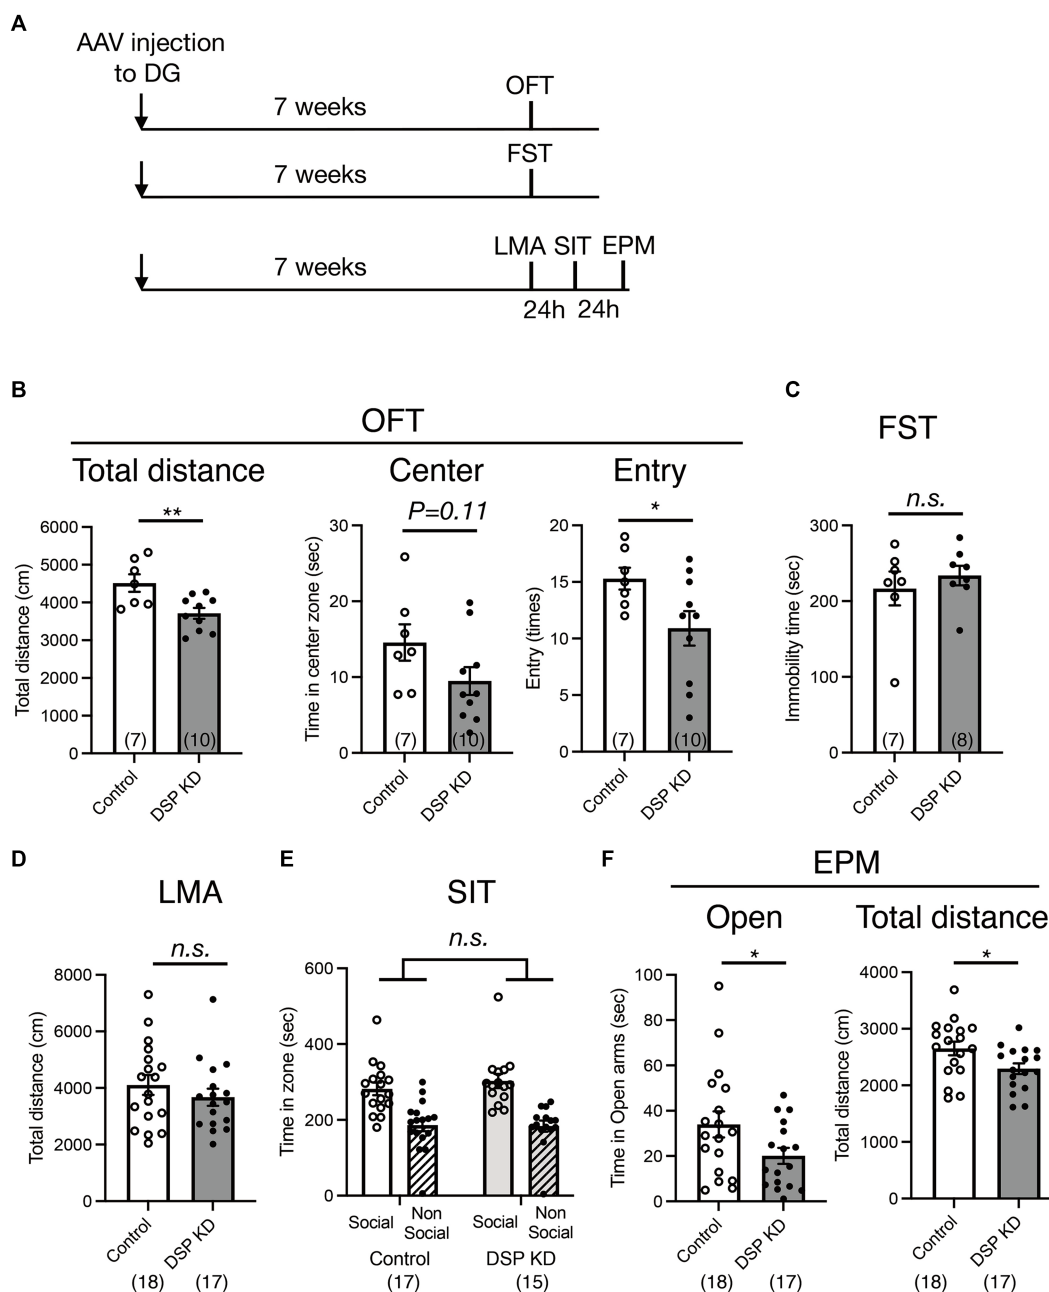 A
AAV injection
to DG
7 weeks
OFT
7 weeks
FST
7 weeks
LMA SIT EPM
24h 24h
B
OFT
Total distance
**
Total distance (cm)
6000
5000
4000
3000
2000
1000
0
(7) (10)
Control
DSP KD
Center
P=0.11
Time in center zone (sec)
30
20
10
0
(7) (10)
Control
DSP KD
Entry
*
Entry (times)
20
15
10
5
0
(7) (10)
Control
DSP KD
C
FST
n.s.
Immobility time (sec)
300
200
100
0
(7) (8)
Control
DSP KD
D
LMA
n.s.
Total distance (cm)
8000
6000
4000
2000
0
Control
DSP KD
(18) (17)
E
SIT
n.s.
Time in zone (sec)
600
400
200
0
Social
Non
Social
Social
Non
Social
Control
DSP KD
(17) (15)
F
EPM
Open
*
Time in Open arms (sec)
100
80
60
40
20
0
Control
DSP KD
(18) (17)
Total distance
*
Total distance (cm)
4000
3000
2000
1000
0
Control
DSP KD
(18) (17)